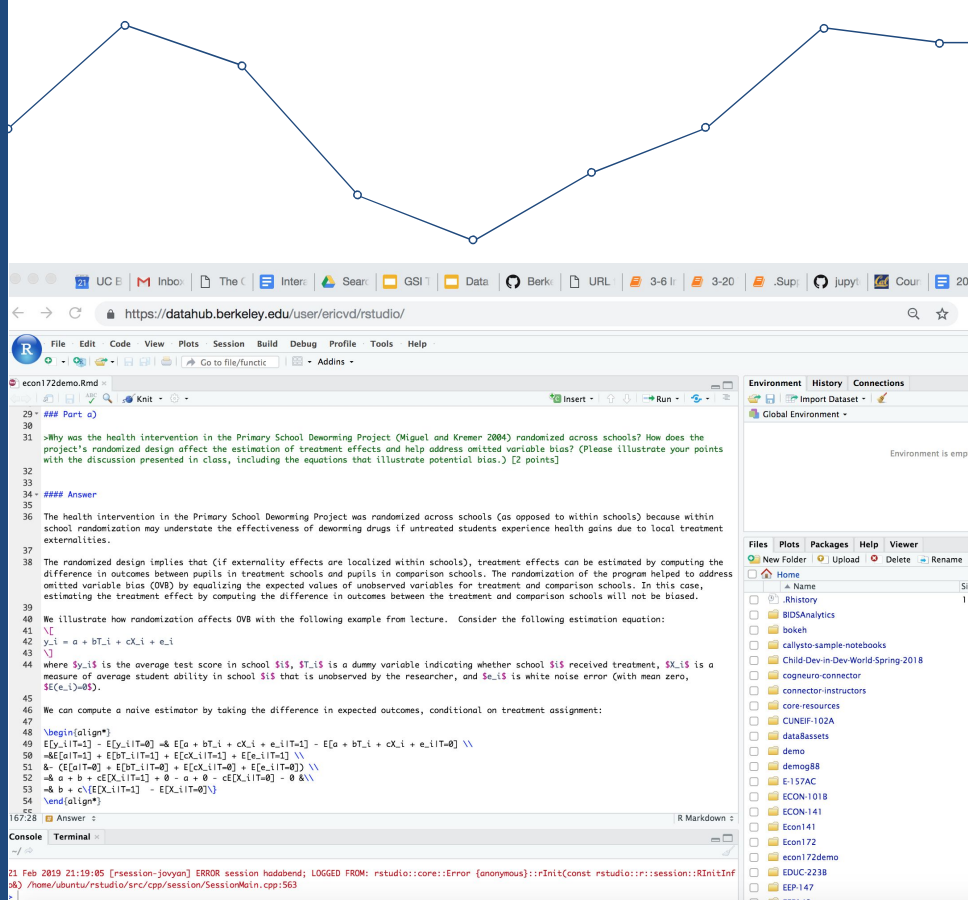 21 UC B M Inbox The ( Inter Sear GSI T Data Berk URL 3-6 Ir 3-20 .Sup jupyt Cal Cour 20
https://datahub.berkeley.edu/user/ericvd/rstudio/
R File Edit Code View Plots Session Build Debug Profile Tools Help
Go to file/functic Addins
econ172demo.Rmd
ABC Knit Insert Run
29 ### Part a)
30
31 >Why was the health intervention in the Primary School Deworming Project (Miguel and Kremer 2004) randomized across schools? How does the
project's randomized design affect the estimation of treatment effects and help address omitted variable bias? (Please illustrate your points
with the discussion presented in class, including the equations that illustrate potential bias.) [2 points]
32
33
34 #### Answer
35
36 The health intervention in the Primary School Deworming Project was randomized across schools (as opposed to within schools) because within
school randomization may understate the effectiveness of deworming drugs if untreated students experience health gains due to local treatment
externalities.
37
38 The randomized design implies that (if externality effects are localized within schools), treatment effects can be estimated by computing the
difference in outcomes between pupils in treatment schools and pupils in comparison schools. The randomization of the program helped to address
omitted variable bias (OVB) by equalizing the expected values of unobserved variables for treatment and comparison schools. In this case,
estimating the treatment effect by computing the difference in outcomes between the treatment and comparison schools will not be biased.
39
40 We illustrate how randomization affects OVB with the following example from lecture. Consider the following estimation equation:
41 \[
42 y_i = a + bT_i + cX_i + e_i
43 \]
44 where $y_i$ is the average test score in school $i$, $T_i$ is a dummy variable indicating whether school $i$ received treatment, $X_i$ is a
measure of average student ability in school $i$ that is unobserved by the researcher, and $e_i$ is white noise error (with mean zero,
$E(e_i)=0$).
45
46 We can compute a naive estimator by taking the difference in expected outcomes, conditional on treatment assignment:
47
48 \begin{align*}
49 E[y_i|T=1] - E[y_i|T=0] =& E[a + bT_i + cX_i + e_i|T=1] - E[a + bT_i + cX_i + e_i|T=0] \\
50 =&E[a|T=1] + E[bT_i|T=1] + E[cX_i|T=1] + E[e_i|T=1] \\
51 &- (E[a|T=0] + E[bT_i|T=0] + E[cX_i|T=0] + E[e_i|T=0]) \\
52 =& a + b + cE[X_i|T=1] + 0 - a + 0 - cE[X_i|T=0] - 0 &\\
53 =& b + c\{E[X_i|T=1] - E[X_i|T=0]\}
54 \end{align*}
167:28 Answer R Markdown
Console Terminal
~/
21 Feb 2019 21:19:05 [rsession-jovyan] ERROR session hadabend; LOGGED FROM: rstudio::core::Error {anonymous}::rInit(const rstudio::r::session::RInitInf
o&) /home/ubuntu/rstudio/src/cpp/session/SessionMain.cpp:563
>
Environment History Connections
Import Dataset
Global Environment
Environment is emp
Files Plots Packages Help Viewer
New Folder Upload Delete Rename
Home
Name Si
.Rhistory 1
BIDSAnalytics
bokeh
callysto-sample-notebooks
Child-Dev-in-Dev-World-Spring-2018
cogneuro-connector
connector-instructors
core-resources
CUNEIF-102A
data8assets
demo
demog88
E-157AC
ECON-101B
ECON-141
Econ141
Econ172
econ172demo
EDUC-223B
EEP-147